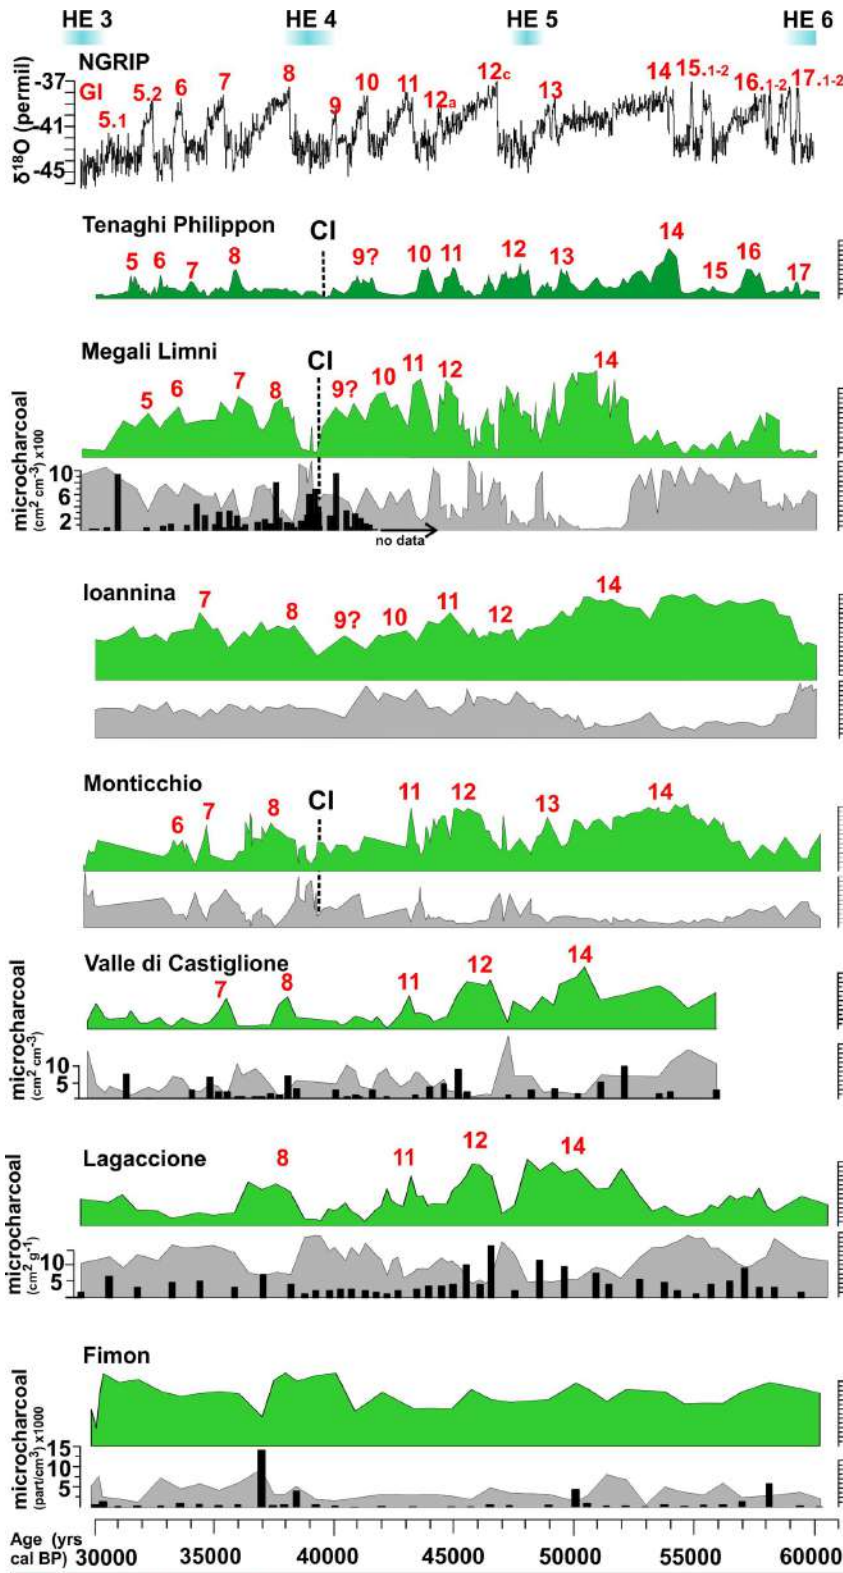 HE 3 HE 4 HE 5 HE 6
NGRIP
δ¹⁸O (permil)
-37
-41
-45
GI 5.1 5.2 6 7 8 9 10 11 12a 12c 13 14 15.1-2 16.1-2 17.1-2
Tenaghi Philippon
CI
5 6 7 8 9? 10 11 12 13 14 15 16 17
Megali Limni
CI
5 6 7 8 9? 10 11 12 14
microcharcoal
(cm² cm⁻³) x100
10
6
2
no data
Ioannina
7 8 9? 10 11 12 14
Monticchio
CI
6 7 8 11 12 13 14
Valle di Castiglione
7 8 11 12 14
microcharcoal
(cm² cm⁻³)
10
5
Lagaccione
8 11 12 14
microcharcoal
(cm² g⁻¹)
10
5
Fimon
microcharcoal
(part/cm³) x1000
15
10
5
Age (yrs
cal BP) 30000 35000 40000 45000 50000 55000 60000